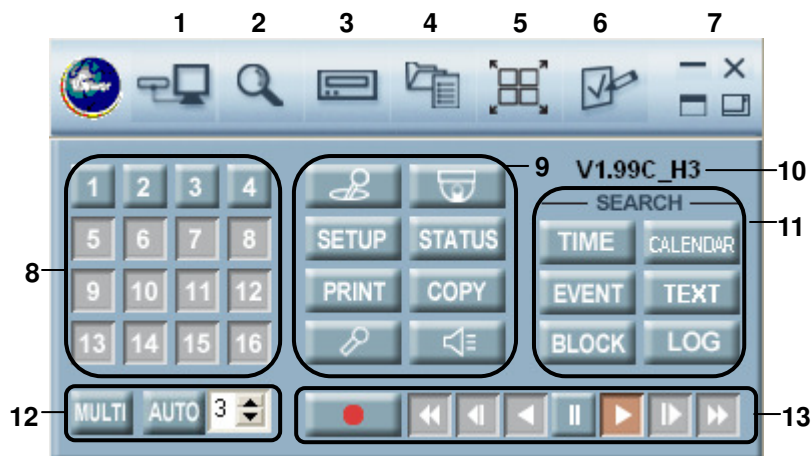 1 2 3 4 5 6 7
Viewer
9 V1.99C_H3 10
SEARCH 11
1 2 3 4
5 6 7 8 SETUP STATUS TIME CALENDAR
8
9 10 11 12 PRINT COPY EVENT TEXT
13 14 15 16 BLOCK LOG
12 MULTI AUTO 3 13